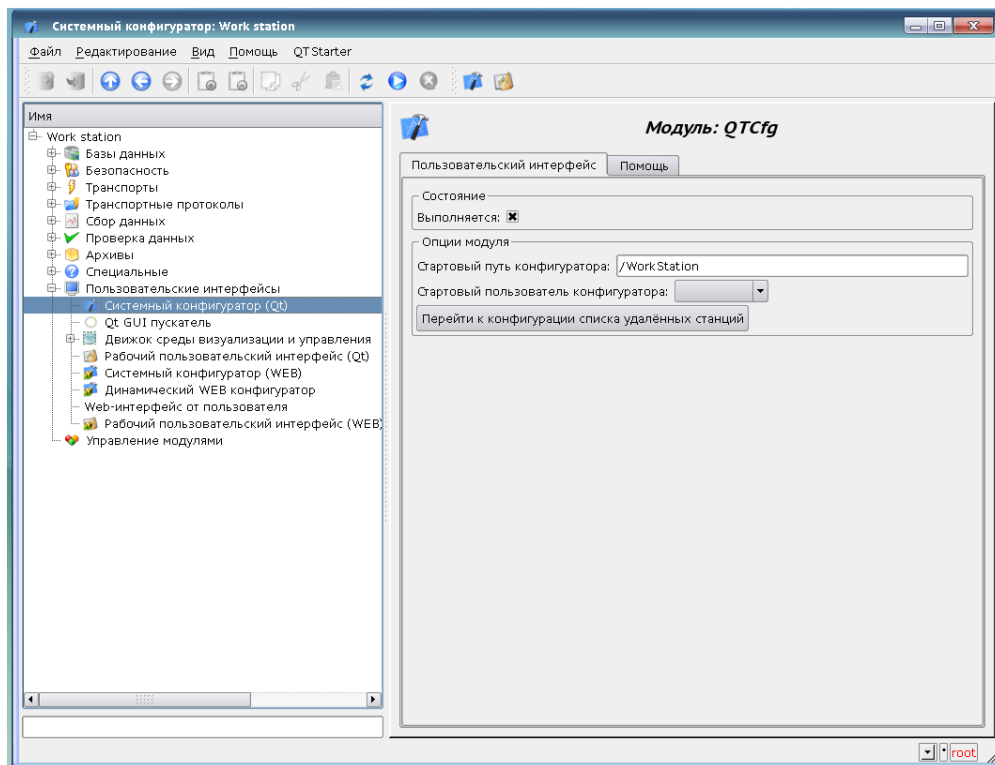 Системный конфигуратор: Work station
Файл Редактирование Вид Помощь QTStarter
Имя
Work station
Базы данных
Безопасность
Транспорты
Транспортные протоколы
Сбор данных
Проверка данных
Архивы
Специальные
Пользовательские интерфейсы
Системный конфигуратор (Qt)
Qt GUI пускатель
Движок среды визуализации и управления
Рабочий пользовательский интерфейс (Qt)
Системный конфигуратор (WEB)
Динамический WEB конфигуратор
Web-интерфейс от пользователя
Рабочий пользовательский интерфейс (WEB)
Управление модулями
Модуль: QTCfg
Пользовательский интерфейс Помощь
Состояние
Выполняется:
Опции модуля
Стартовый путь конфигуратора: /WorkStation
Стартовый пользователь конфигуратора:
Перейти к конфигурации списка удалённых станций
root